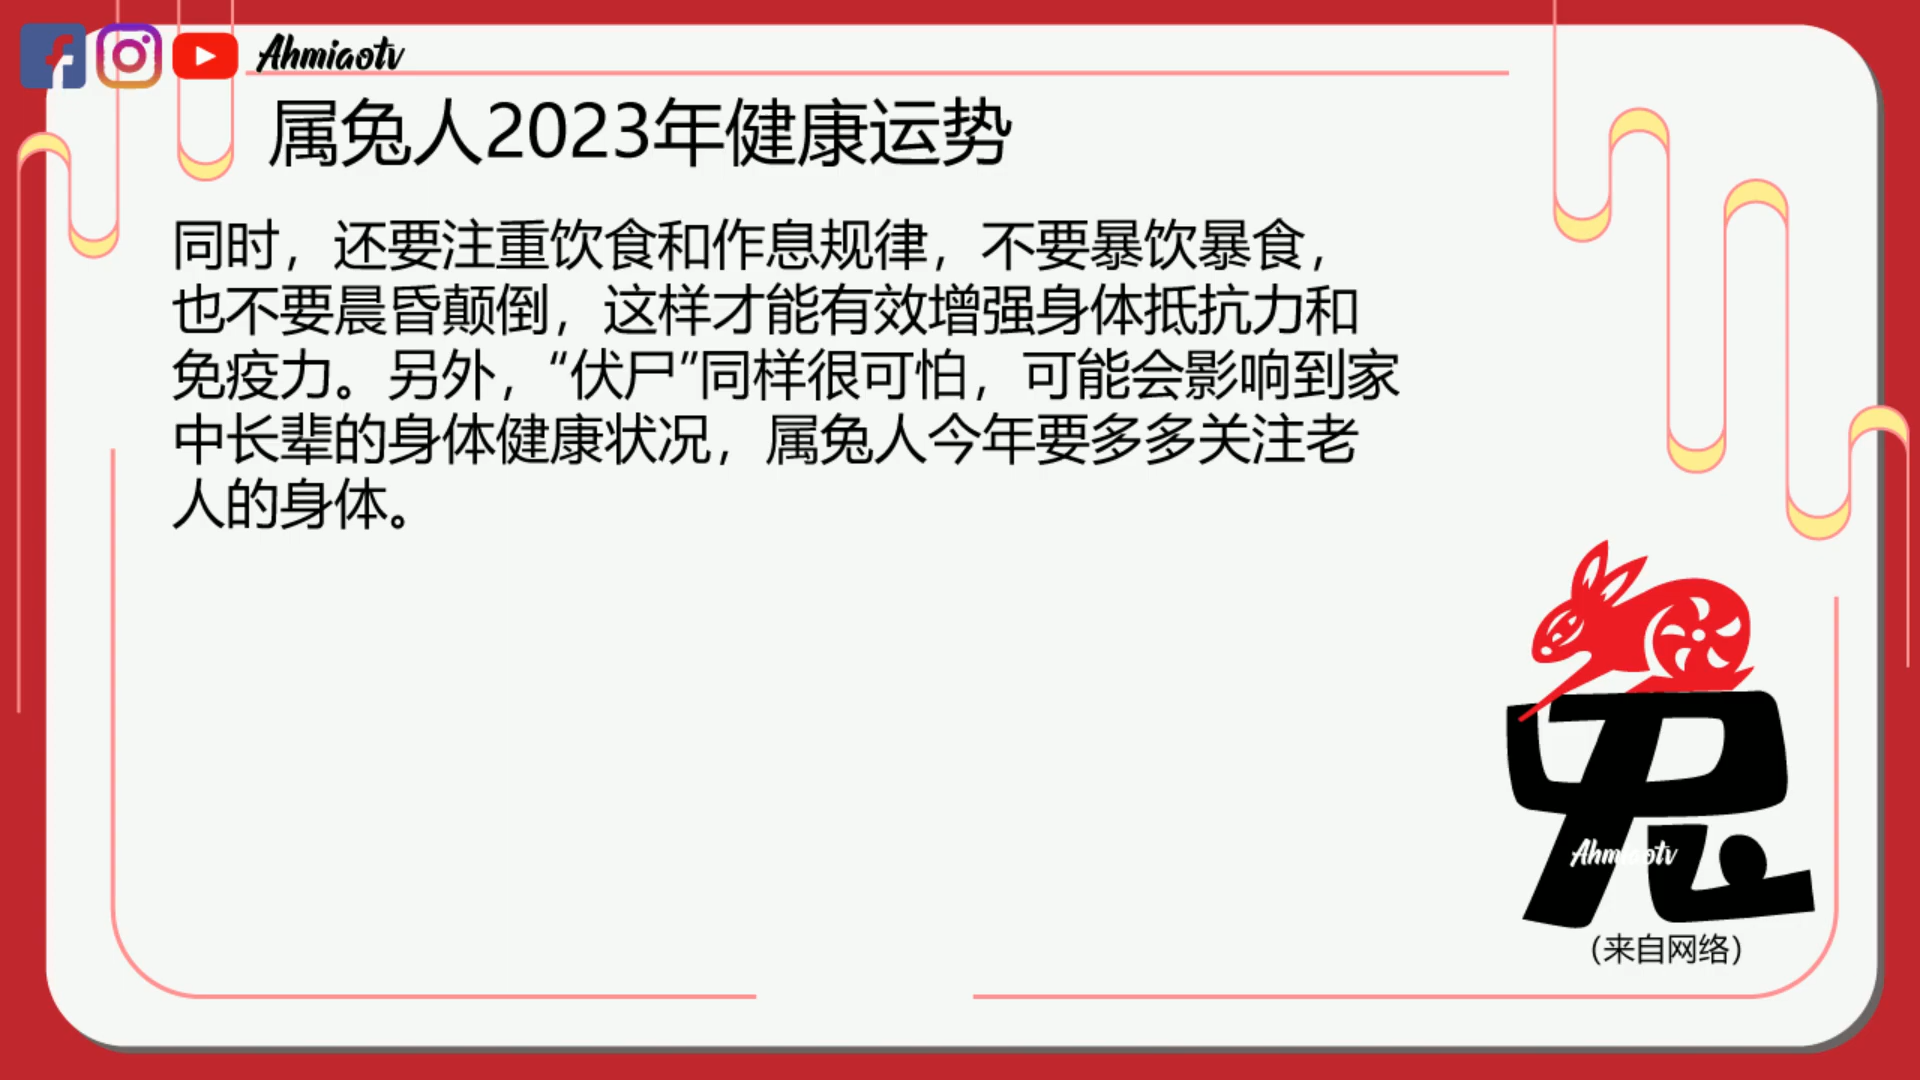 Ahmiaotv
属兔人2023年健康运势
同时，还要注重饮食和作息规律，不要暴饮暴食，
也不要晨昏颠倒，这样才能有效增强身体抵抗力和
免疫力。另外，“伏尸”同样很可怕，可能会影响到家
中长辈的身体健康状况，属兔人今年要多多关注老
人的身体。
兔
Ahmiaotv
（来自网络）